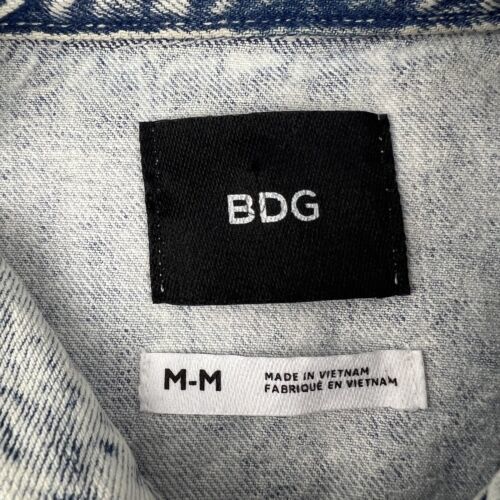 BDG
M-M
MADE IN VIETNAM
FABRIQUÉ EN VIETNAM